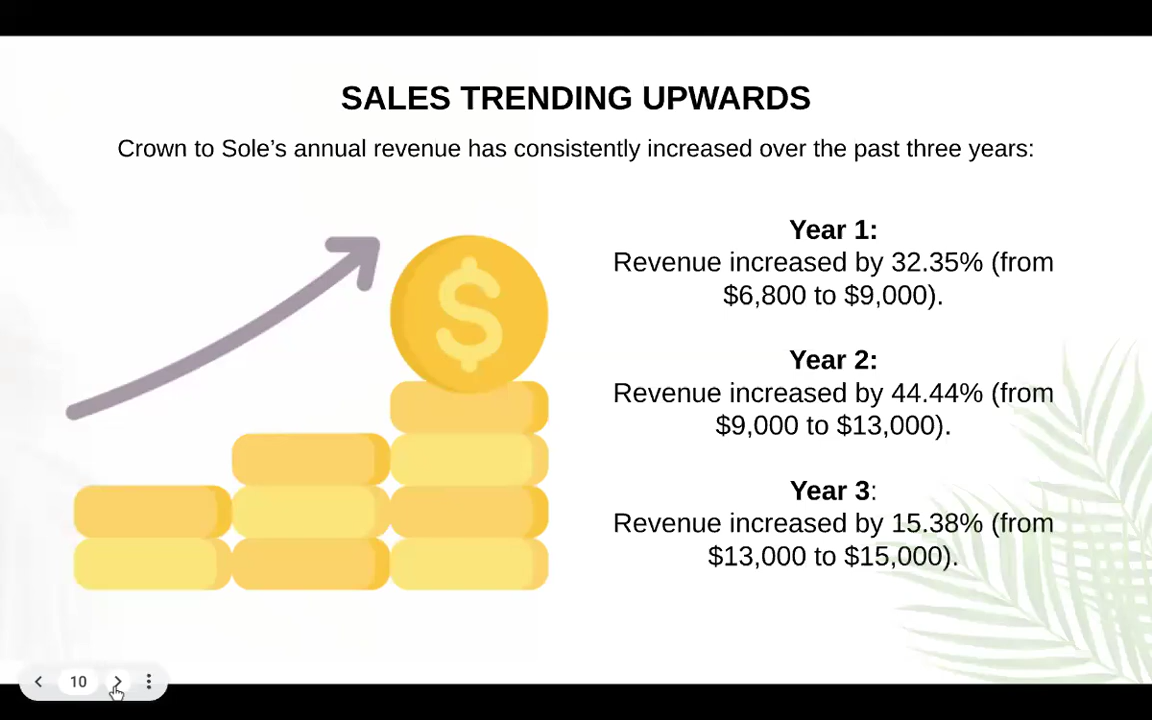 SALES TRENDING UPWARDS
Crown to Sole’s annual revenue has consistently increased over the past three years:
Year 1:
Revenue increased by 32.35% (from
$6,800 to $9,000).
Year 2:
Revenue increased by 44.44% (from
$9,000 to $13,000).
Year 3:
Revenue increased by 15.38% (from
$13,000 to $15,000).
$
10